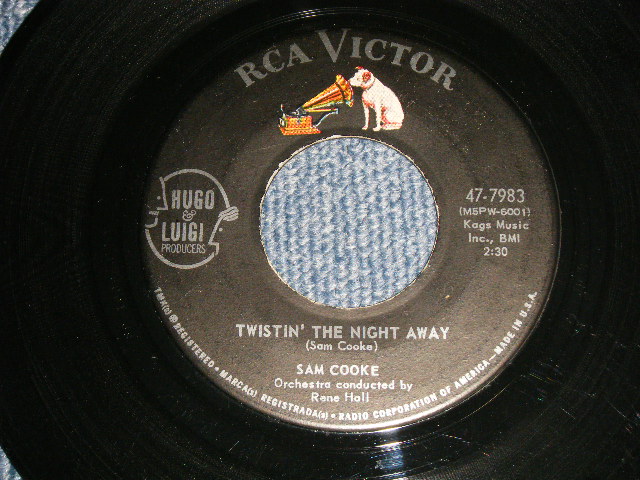 RCA VICTOR
HUGO
&
LUIGI
PRODUCERS
47-7983
(M5PW-6001)
Kags Music
Inc., BMI
2:30
TWISTIN' THE NIGHT AWAY
(Sam Cooke)
SAM COOKE
Orchestra conducted by
Rene Hall
TMK(s) ® REGISTERED • MARCA(s) REGISTRADA(s) • RADIO CORPORATION OF AMERICA—MADE IN U.S.A.